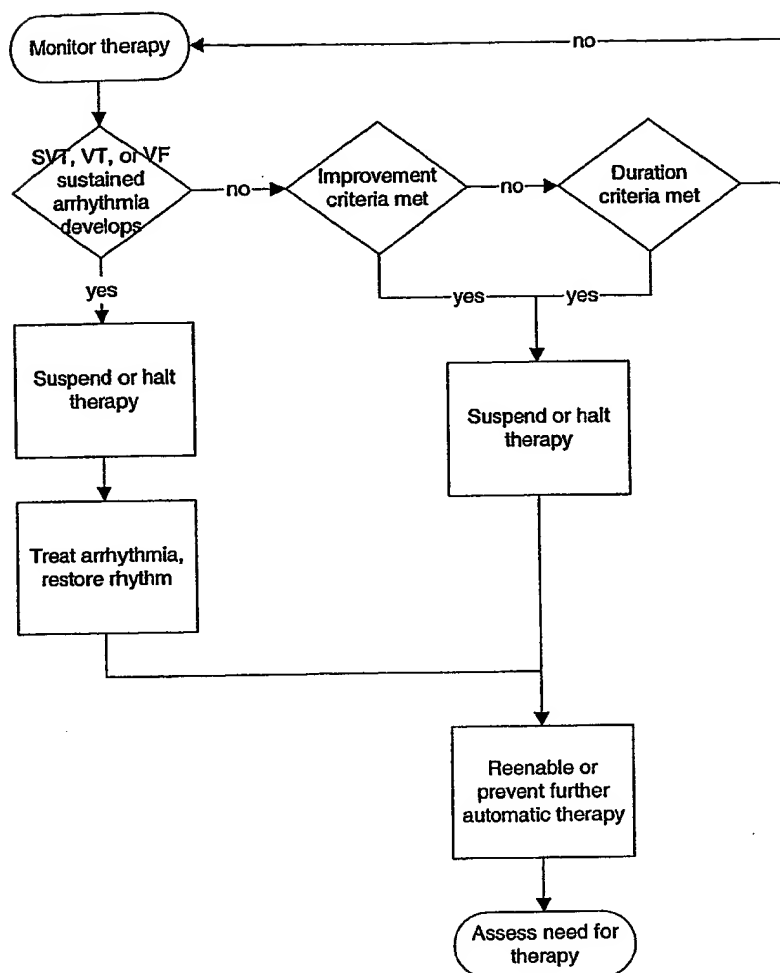 Monitor therapy
no
SVT, VT, or VF
sustained
arrhythmia
develops
no
Improvement
criteria met
no
Duration
criteria met
yes
yes
yes
Suspend or halt
therapy
Suspend or halt
therapy
Treat arrhythmia,
restore rhythm
Reenable or
prevent further
automatic therapy
Assess need for
therapy